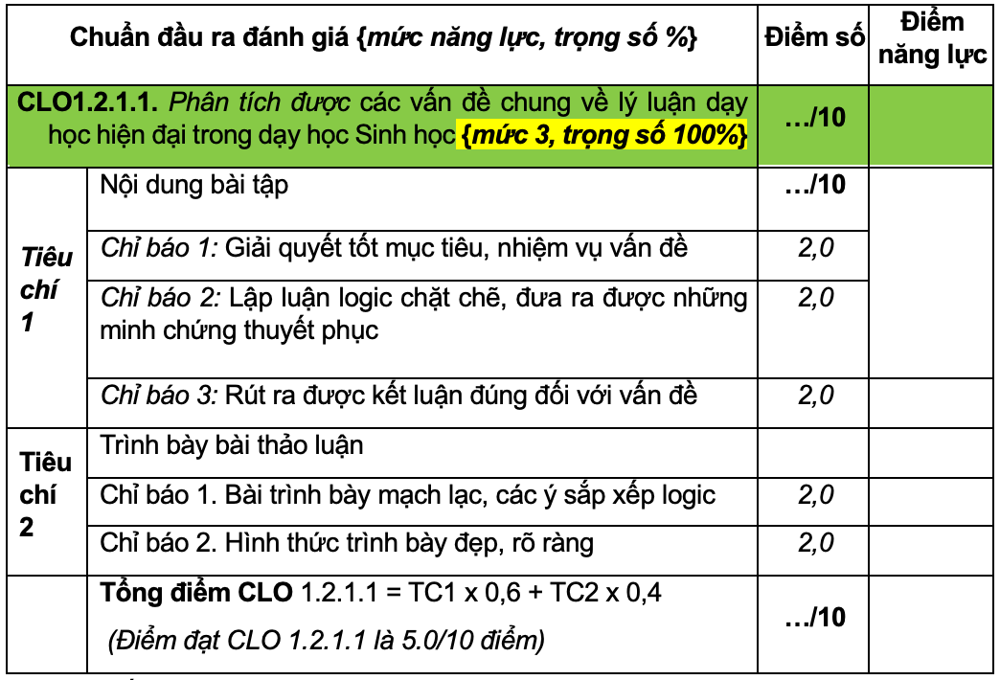 Chuẩn đầu ra đánh giá {mức năng lực, trọng số %}
Điểm số
Điểm
năng lực
CLO1.2.1.1. Phân tích được các vấn đề chung về lý luận dạy
học hiện đại trong dạy học Sinh học {mức 3, trọng số 100%}
…/10
Tiêu
chí
1
Nội dung bài tập
…/10
Chỉ báo 1: Giải quyết tốt mục tiêu, nhiệm vụ vấn đề
2,0
Chỉ báo 2: Lập luận logic chặt chẽ, đưa ra được những
minh chứng thuyết phục
2,0
Chỉ báo 3: Rút ra được kết luận đúng đối với vấn đề
2,0
Tiêu
chí
2
Trình bày bài thảo luận
Chỉ báo 1. Bài trình bày mạch lạc, các ý sắp xếp logic
2,0
Chỉ báo 2. Hình thức trình bày đẹp, rõ ràng
2,0
Tổng điểm CLO 1.2.1.1 = TC1 x 0,6 + TC2 x 0,4
(Điểm đạt CLO 1.2.1.1 là 5.0/10 điểm)
…/10